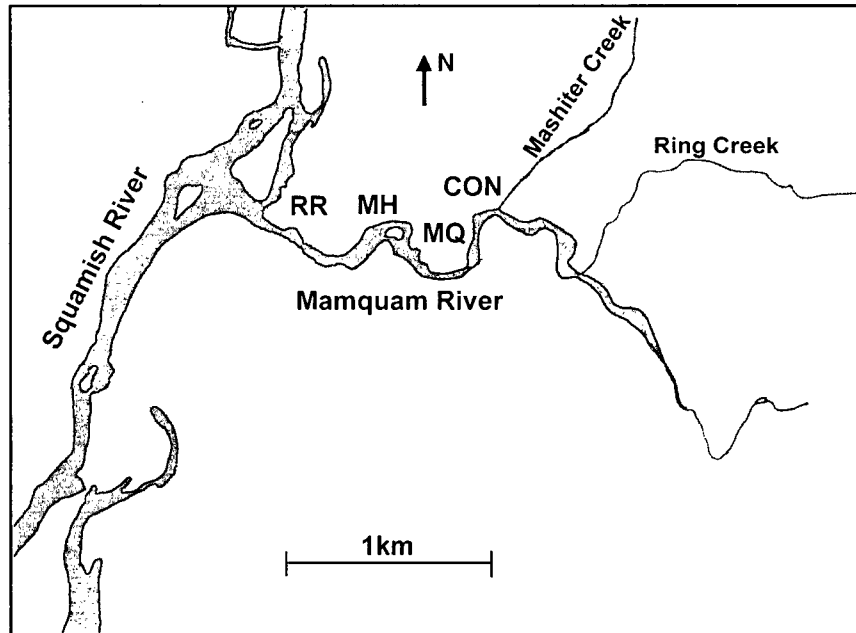 N
Mashiter Creek
Ring Creek
CON
RR
MH
MQ
Squamish River
Mamquam River
1km